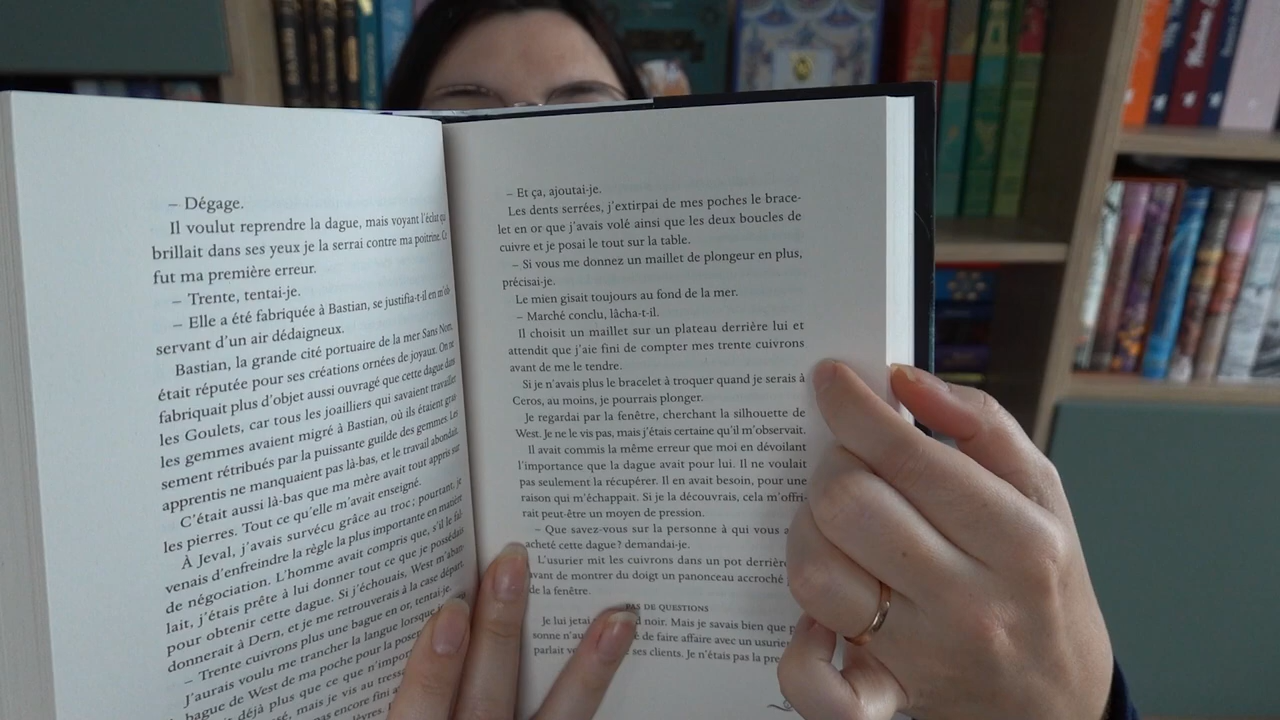 – Dégage.
Il voulut reprendre la dague, mais voyant l'éclat qui
brillait dans ses yeux je la serrai contre ma poitrine. Ce
fut ma première erreur.
– Trente, tentai-je.
– Elle a été fabriquée à Bastian, se justifia-t-il en m'ob-
servant d'un air dédaigneux.
Bastian, la grande cité portuaire de la mer Sans Nom,
était réputée pour ses créations ornées de joyaux. On ne
fabriquait plus d'objet aussi ouvragé que cette dague dans
les Goulets, car tous les joailliers qui savaient travailler
les gemmes avaient migré à Bastian, où ils étaient gras-
sement rétribués par la puissante guilde des gemmes. Les
apprentis ne manquaient pas là-bas, et le travail abondait.
C'était aussi là-bas que ma mère avait tout appris sur
les pierres. Tout ce qu'elle m'avait enseigné.
À Jeval, j'avais survécu grâce au troc ; pourtant, je
venais d'enfreindre la règle la plus importante en matière
de négociation. L'homme avait compris que, s'il le fal-
lait, j'étais prête à lui donner tout ce que je possédais
pour obtenir cette dague. Si j'échouais, West m'aban-
donnerait à Dern, et je me retrouverais à la case départ.
– Trente cuivrons plus une bague en or, tentai-je.
J'aurais voulu me trancher la langue lorsque je
bague de West de ma poche pour la poser
déjà plus que ce que n'impor
mais je vis au tress
pas encore fini
lèvres.
– Et ça, ajoutai-je.
Les dents serrées, j'extirpai de mes poches le brace-
let en or que j'avais volé ainsi que les deux boucles de
cuivre et je posai le tout sur la table.
– Si vous me donnez un maillet de plongeur en plus,
précisai-je.
Le mien gisait toujours au fond de la mer.
– Marché conclu, lâcha-t-il.
Il choisit un maillet sur un plateau derrière lui et
attendit que j'aie fini de compter mes trente cuivrons
avant de me le tendre.
Si je n'avais plus le bracelet à troquer quand je serais à
Ceros, au moins, je pourrais plonger.
Je regardai par la fenêtre, cherchant la silhouette de
West. Je ne le vis pas, mais j'étais certaine qu'il m'observait.
Il avait commis la même erreur que moi en dévoilant
l'importance que la dague avait pour lui. Il ne voulait
pas seulement la récupérer. Il en avait besoin, pour une
raison qui m'échappait. Si je la découvrais, cela m'offri-
rait peut-être un moyen de pression.
– Que savez-vous sur la personne à qui vous a
acheté cette dague ? demandai-je.
L'usurier mit les cuivrons dans un pot derrière
avant de montrer du doigt un panonceau accroché
de la fenêtre.
PAS DE QUESTIONS
Je lui jetai noir. Mais je savais bien que p
sonne n'au de faire affaire avec un usurier
parlait ses clients. Je n'étais pas la pre